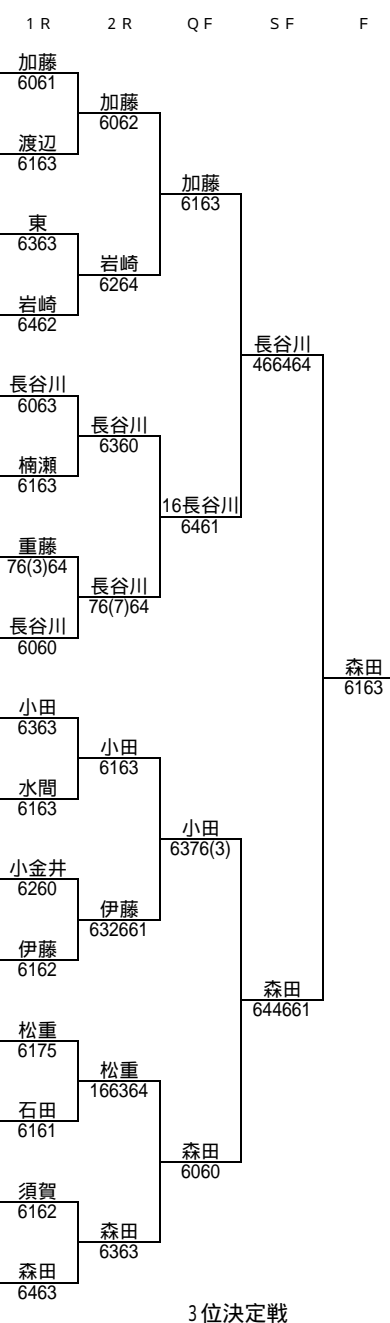 1 R 2 R Q F S F F
加藤
6061
加藤
6062
渡辺
6163
加藤
6163
東
6363
岩崎
6264
岩崎
6462
長谷川
466464
長谷川
6063
長谷川
6360
楠瀬
6163
16長谷川
6461
重藤
76(3)64
長谷川
76(7)64
長谷川
6060
森田
6163
小田
6363
小田
6163
水間
6163
小田
6376(3)
小金井
6260
伊藤
632661
伊藤
6162
森田
644661
松重
6175
松重
166364
石田
6161
森田
6060
須賀
6162
森田
6363
森田
6463
3位決定戦